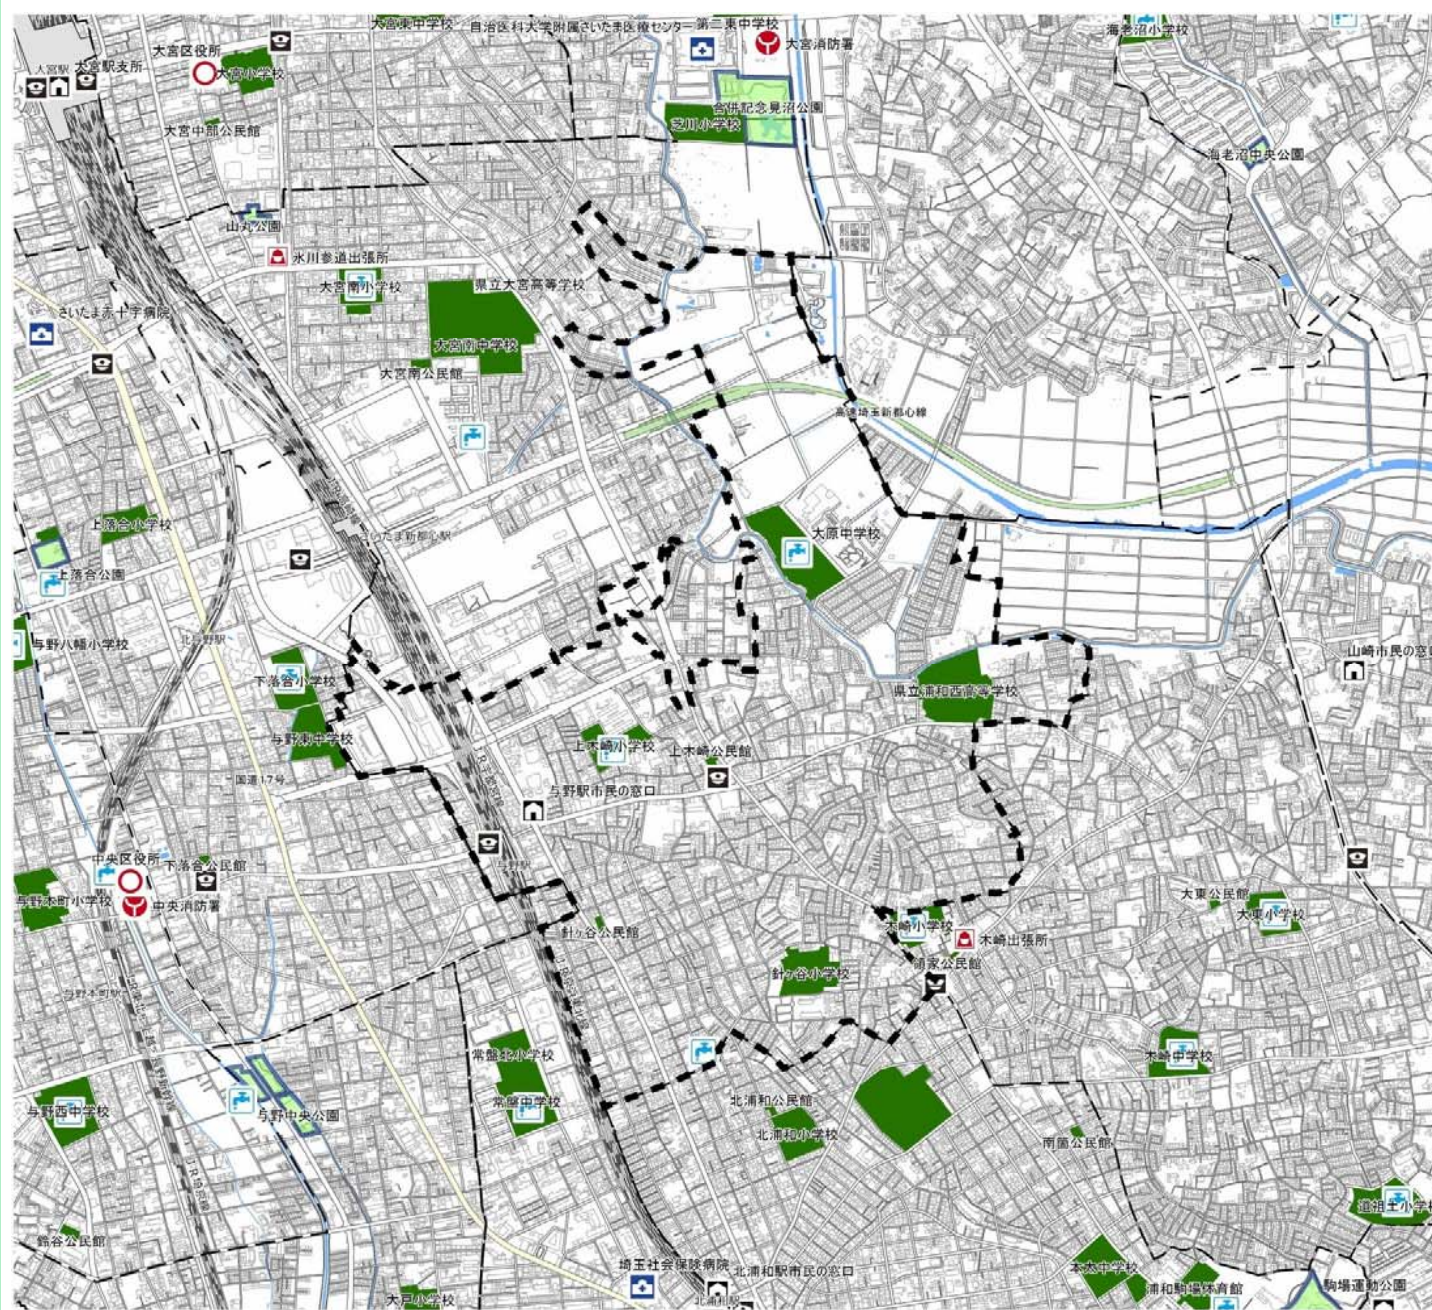 大宮東中学校
自治医科大学附属さいたま医療センター
第二東中学校
海老沼小学校
大宮区役所
大宮消防署
大宮駅
大宮駅支所
大宮小学校
合併記念見沼公園
芝川小学校
大宮中部公民館
海老沼中央公園
山丸公園
氷川参道出張所
大宮南小学校
県立大宮高等学校
さいたま赤十字病院
大宮南中学校
大宮南公民館
高速埼玉新都心線
上落合小学校
大原中学校
さいたま新都心駅
上落合公園
北与野駅
与野八幡小学校
山崎市民の窓口
下落合小学校
県立浦和西高等学校
与野東中学校
上木崎小学校
上木崎公民館
国道17号
与野駅市民の窓口
中央区役所
下落合公民館
与野駅
大東公民館
与野本町小学校
中央消防署
大東小学校
木崎小学校
針ヶ谷公民館
木崎出張所
領家公民館
針ヶ谷小学校
与野本町駅
常盤北小学校
木崎中学校
常盤中学校
北浦和公民館
与野西中学校
与野中央公園
北浦和小学校
南箇公民館
JR埼京線
道祖土小学校
鈴谷公民館
埼玉社会保険病院
北浦和駅市民の窓口
本太中学校
浦和駒場体育館
駒場運動公園
大戸小学校
北浦和駅